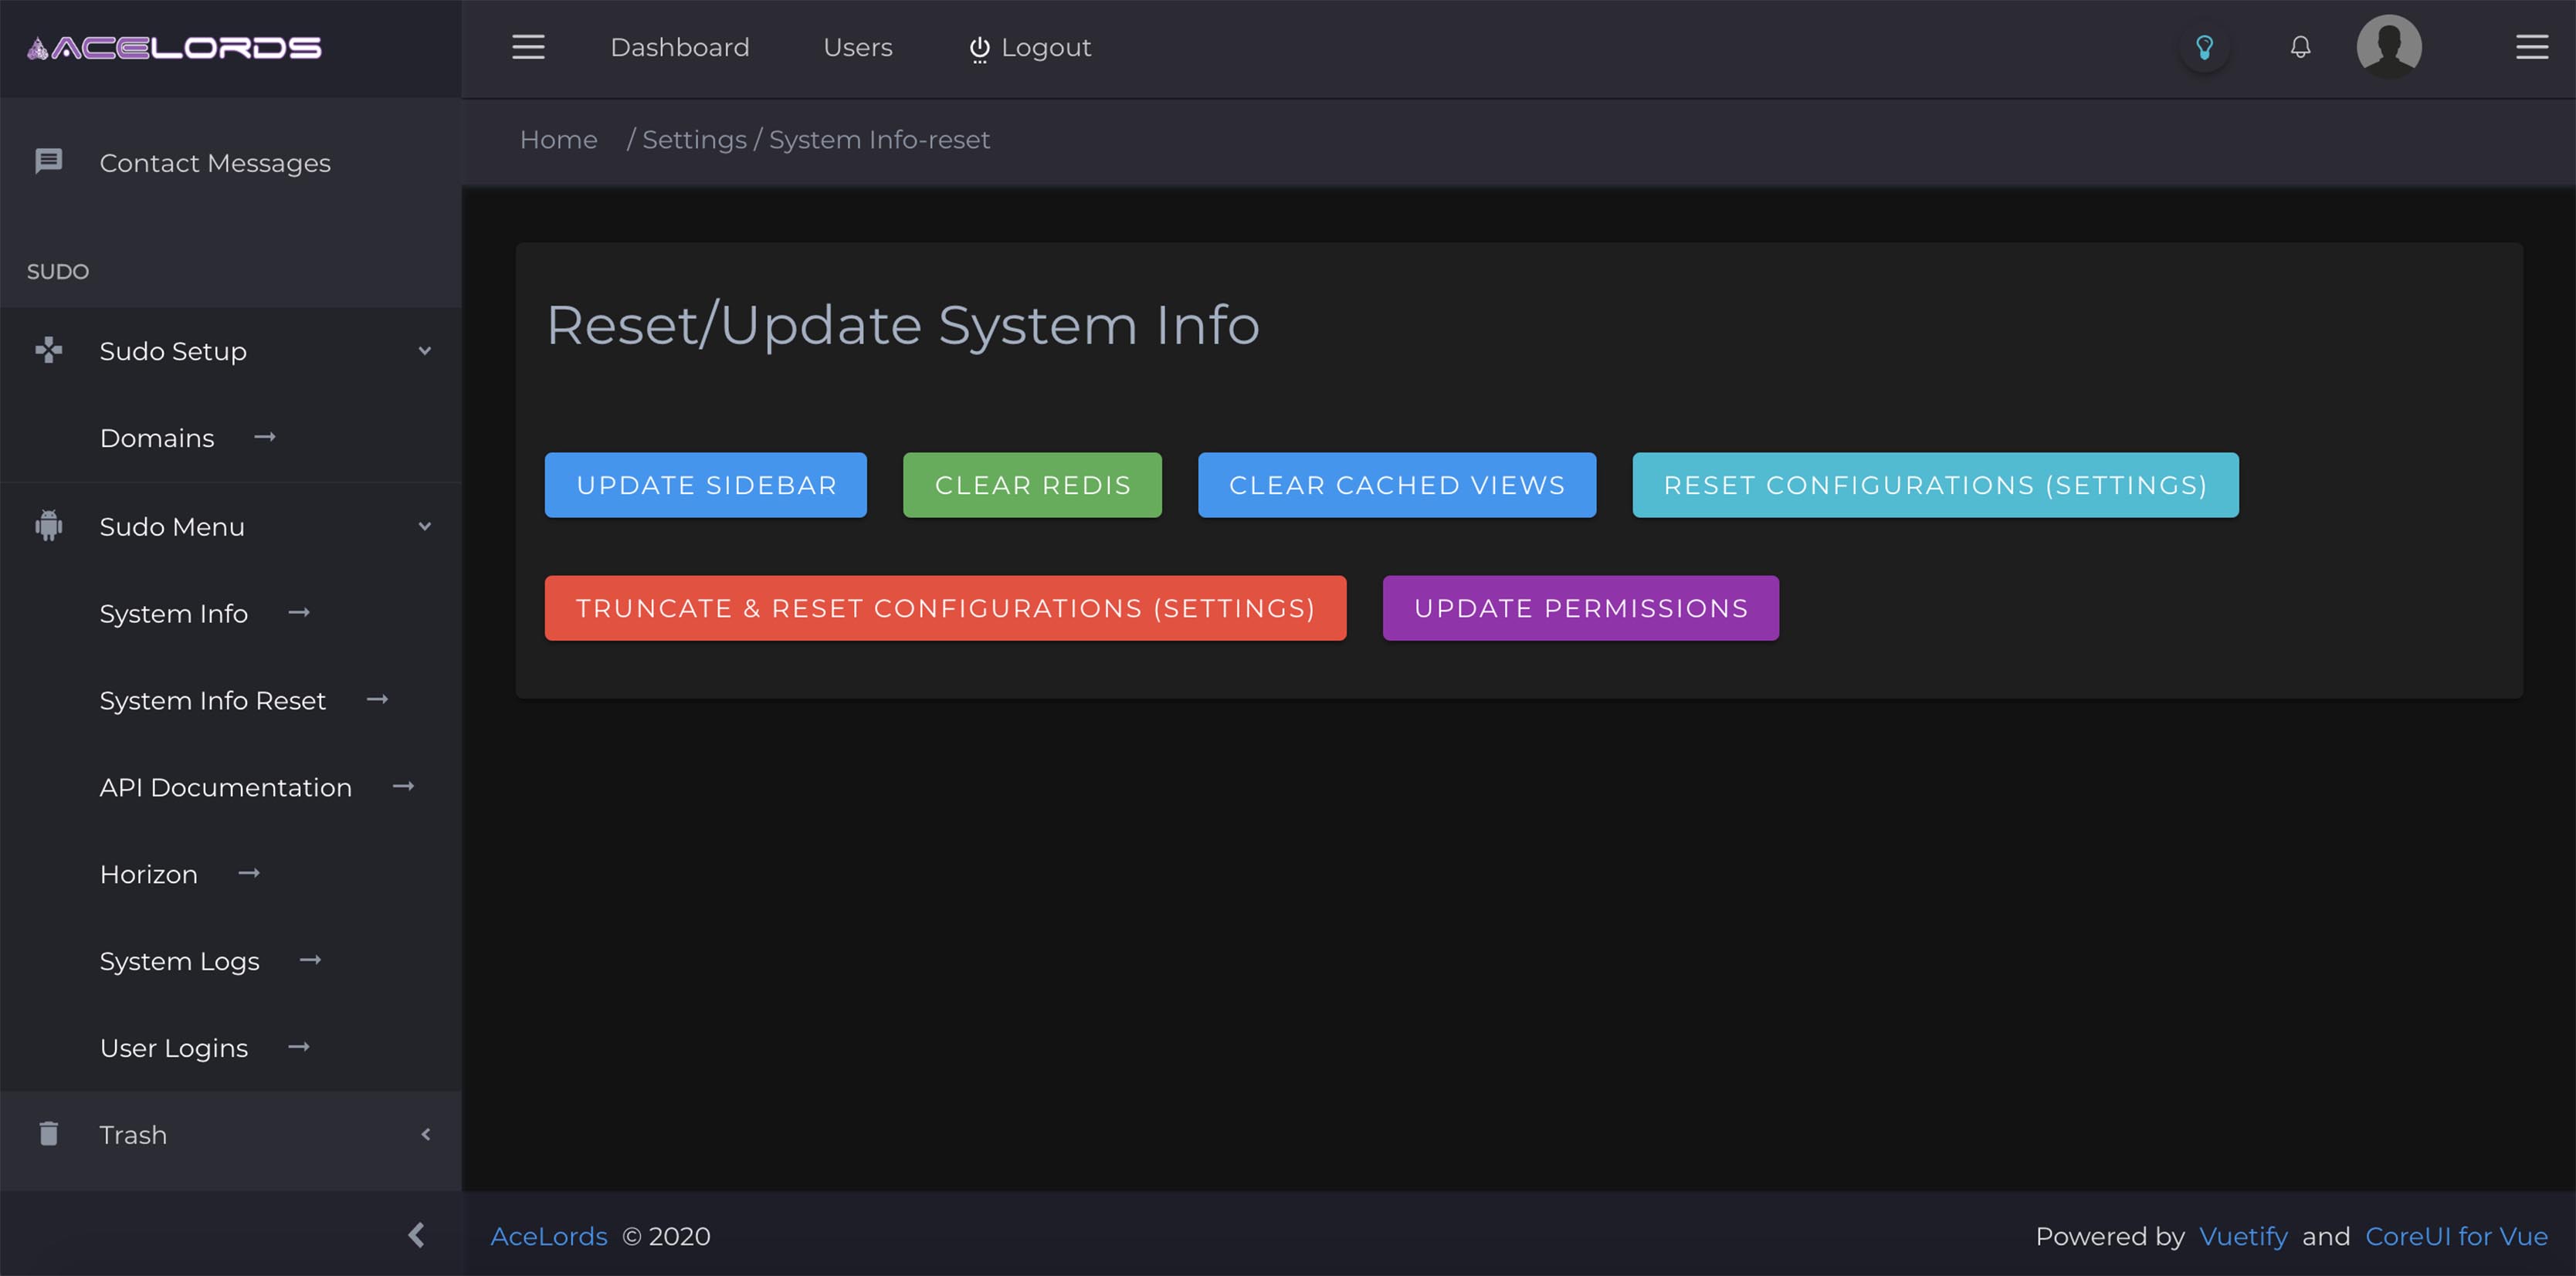 ACELORDS
Dashboard Users Logout
Home / Settings / System Info-reset
Contact Messages
SUDO
Sudo Setup
Domains
Sudo Menu
System Info
System Info Reset
API Documentation
Horizon
System Logs
User Logins
Trash
Reset/Update System Info
UPDATE SIDEBAR CLEAR REDIS CLEAR CACHED VIEWS RESET CONFIGURATIONS (SETTINGS)
TRUNCATE & RESET CONFIGURATIONS (SETTINGS) UPDATE PERMISSIONS
AceLords © 2020 Powered by Vuetify and CoreUI for Vue